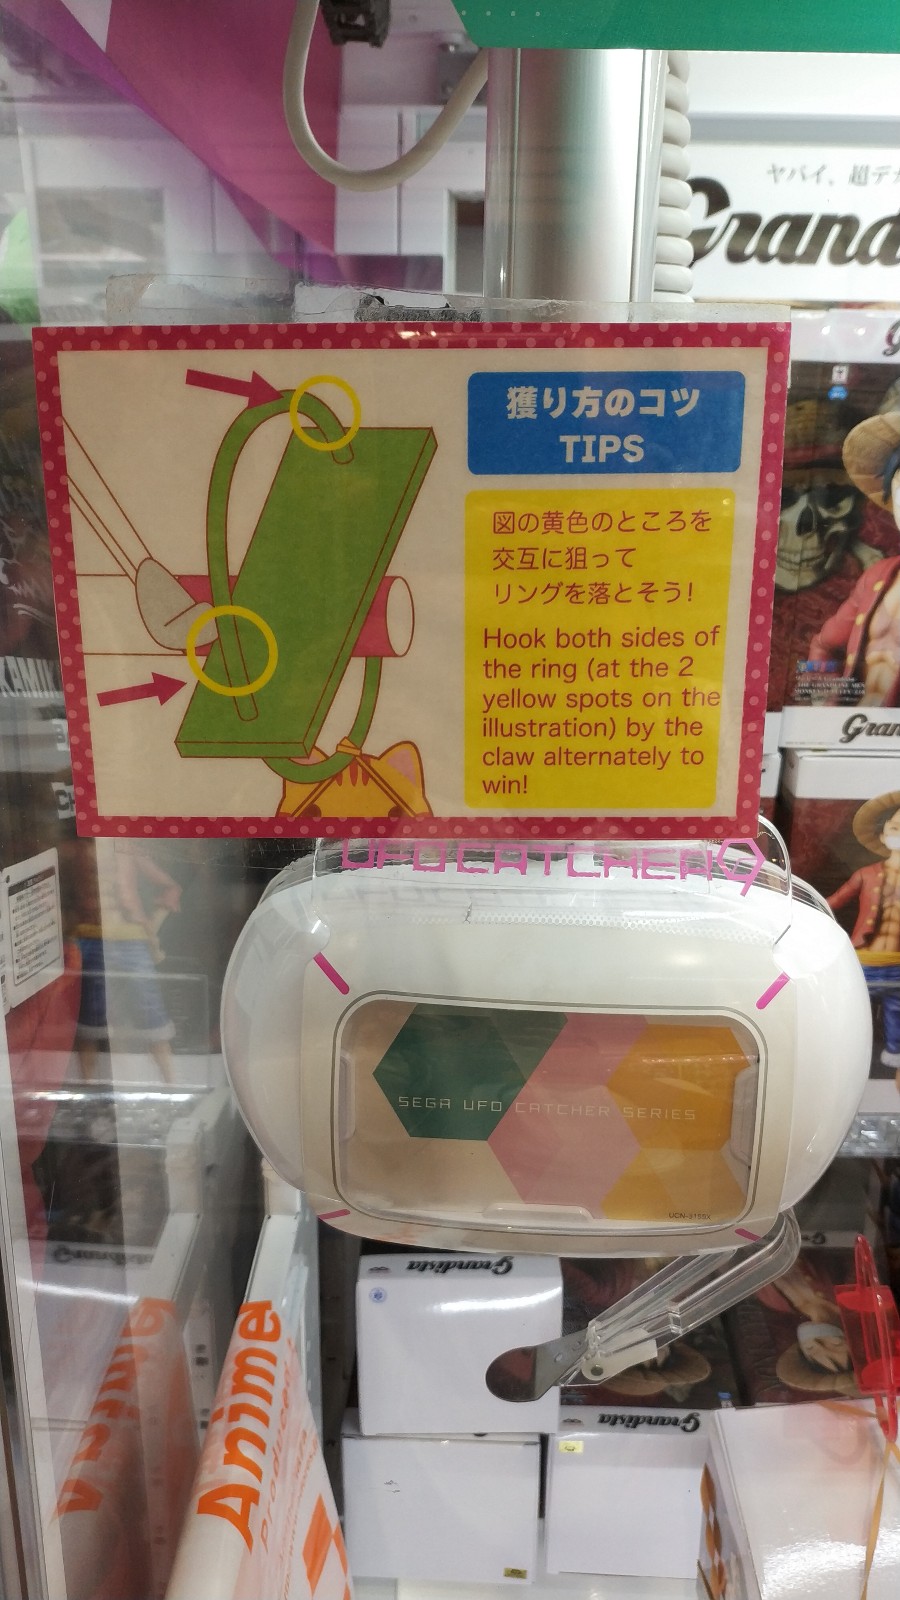 ヤバイ、超デカ
Grand
獲り方のコツ
TIPS
図の黄色のところを
交互に狙って
リングを落とそう!
Hook both sides of
the ring (at the 2
yellow spots on the
illustration) by the
claw alternately to
win!
Grand
UFO CATCHER9
SEGA UFO CATCHER SERIES
Grandista
Grandista
Anime